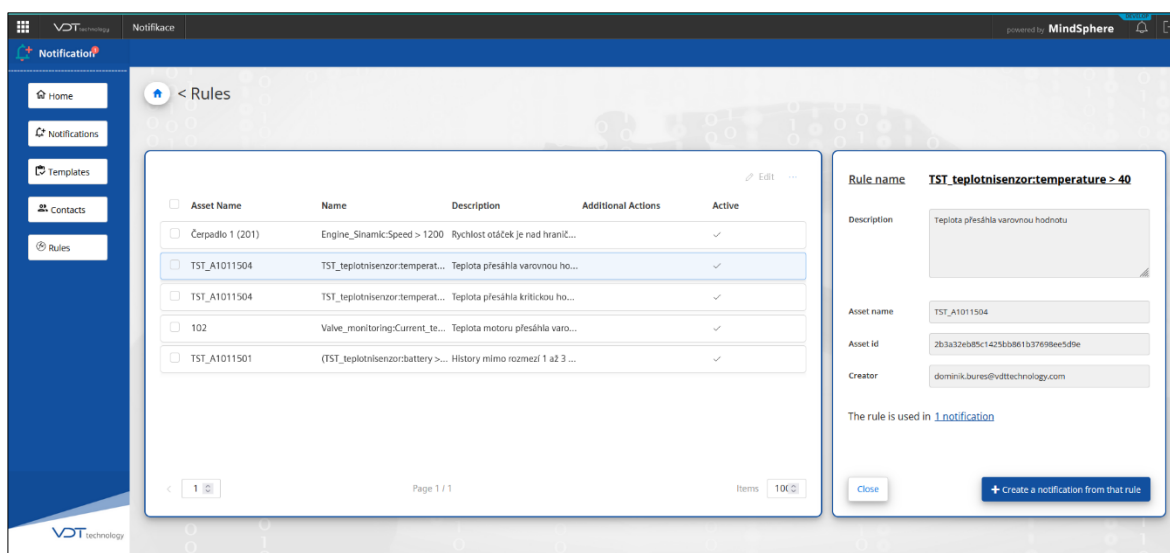 VDT technology Notifikace powered by MindSphere
Notification
Home
Notifications
Templates
Contacts
Rules
VDT technology
< Rules
Edit ...
Asset Name Name Description Additional Actions Active
Čerpadlo 1 (201) Engine_Sinamic:Speed > 1200 Rychlost otáček je nad hranič...
TST_A1011504 TST_teplotnisenzor:temperat... Teplota přesáhla varovnou ho...
TST_A1011504 TST_teplotnisenzor:temperat... Teplota přesáhla kritickou ho...
102 Valve_monitoring:Current_te... Teplota motoru přesáhla varo...
TST_A1011501 (TST_teplotnisenzor:battery >... History mimo rozmezí 1 až 3 ...
< 1 Page 1 / 1 Items 100
Rule name TST_teplotnisenzor:temperature > 40
Description Teplota přesáhla varovnou hodnotu
Asset name TST_A1011504
Asset id 2b3a32eb85c1425bb861b37698ee5d9e
Creator dominik.bures@vdttechnology.com
The rule is used in 1 notification
Close + Create a notification from that rule